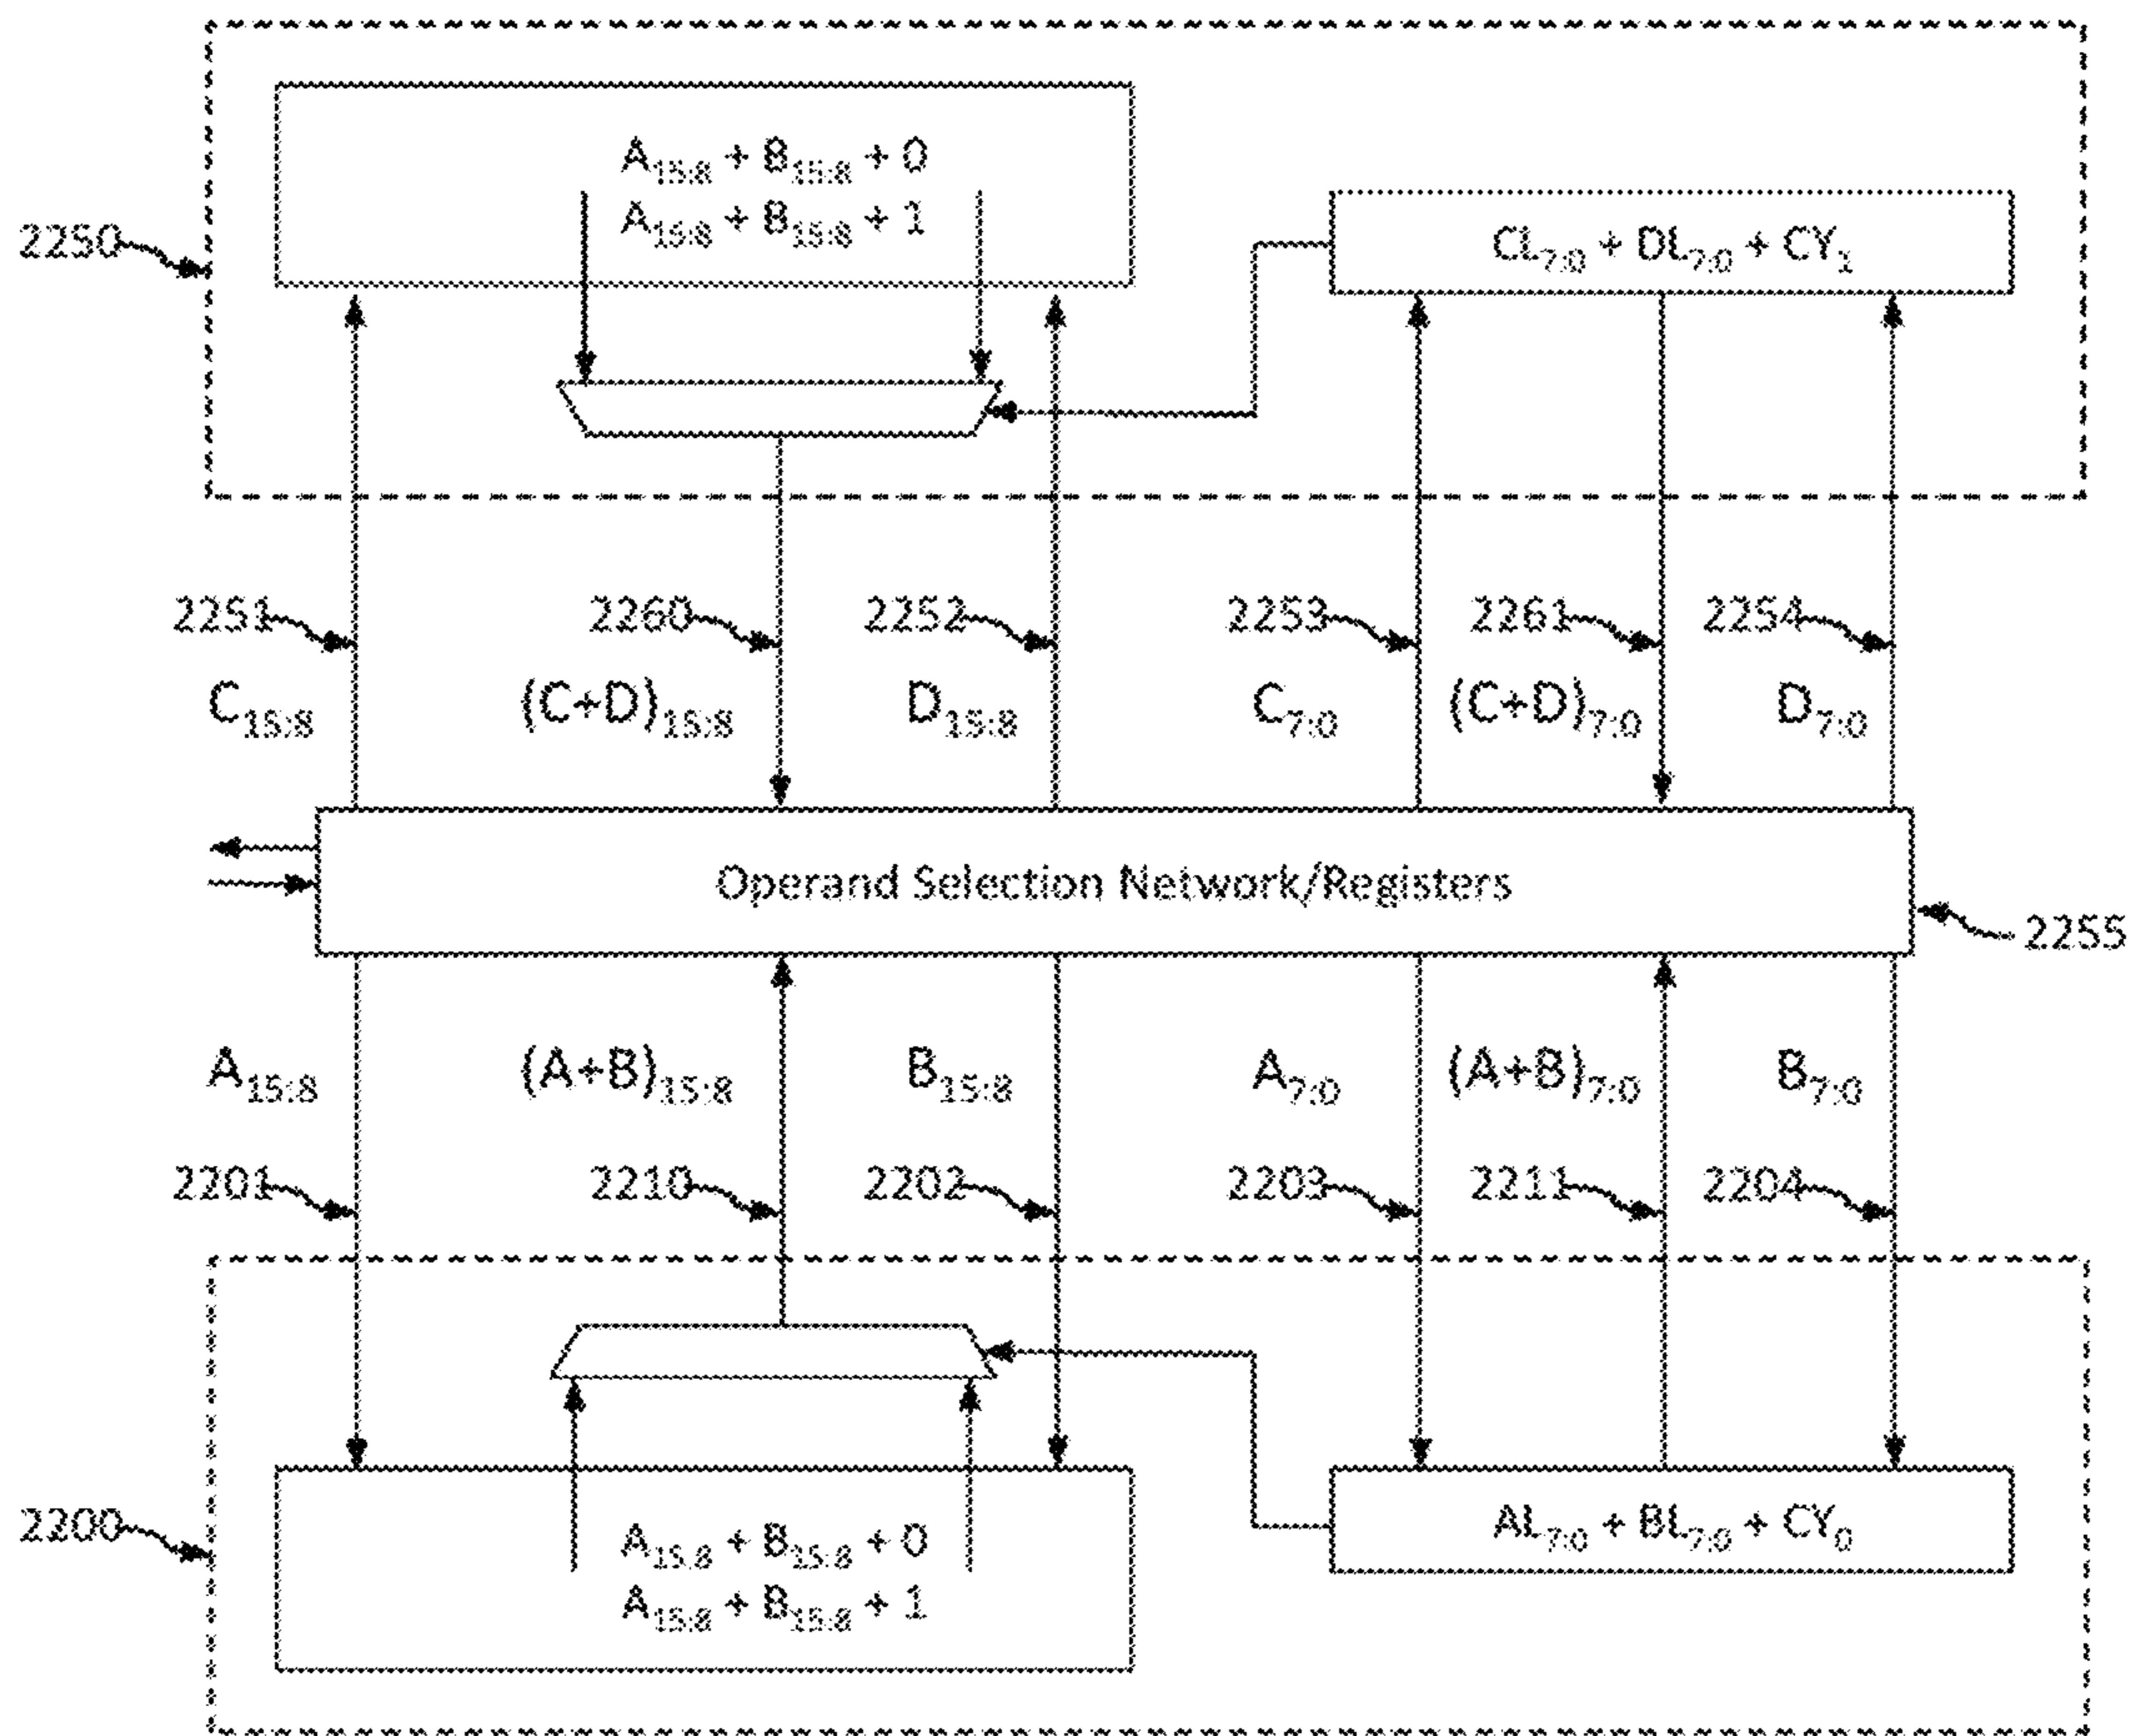 A15:8 + B15:8 + 0
A15:8 + B15:8 + 1
2250
CL7:0 + DL7:0 + CY1
2251 2260 2252 2253 2261 2254
C15:8 (C+D)15:8 D15:8 C7:0 (C+D)7:0 D7:0
Operand Selection Network/Registers
2255
A15:8 (A+B)15:8 B15:8 A7:0 (A+B)7:0 B7:0
2201 2210 2202 2203 2211 2204
2200
A15:8 + B15:8 + 0
A15:8 + B15:8 + 1
AL7:0 + BL7:0 + CY0